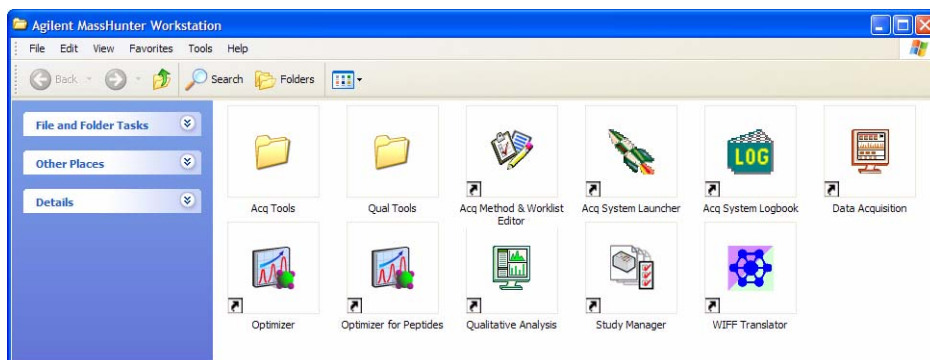 Agilent MassHunter Workstation
File Edit View Favorites Tools Help
Back Search Folders
File and Folder Tasks
Other Places
Details
Acq Tools
Qual Tools
Acq Method & Worklist
Editor
Acq System Launcher
LOG
Acq System Logbook
Data Acquisition
Optimizer
Optimizer for Peptides
Qualitative Analysis
Study Manager
WIFF Translator